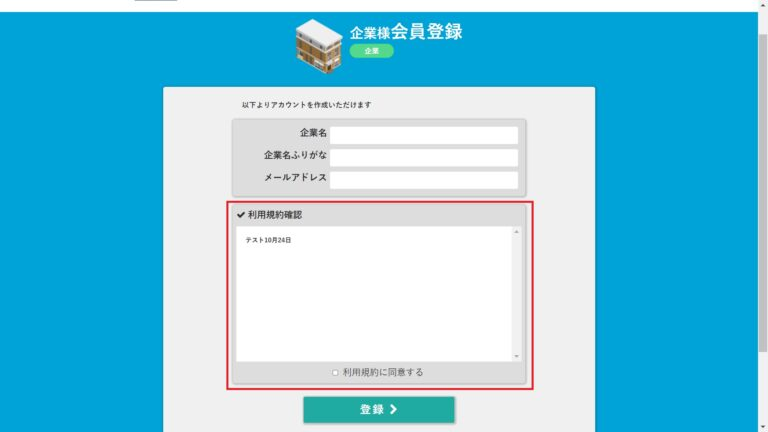 企業様会員登録
企業
以下よりアカウントを作成いただけます
企業名
企業名ふりがな
メールアドレス
利用規約確認
テスト10月24日
利用規約に同意する
登録